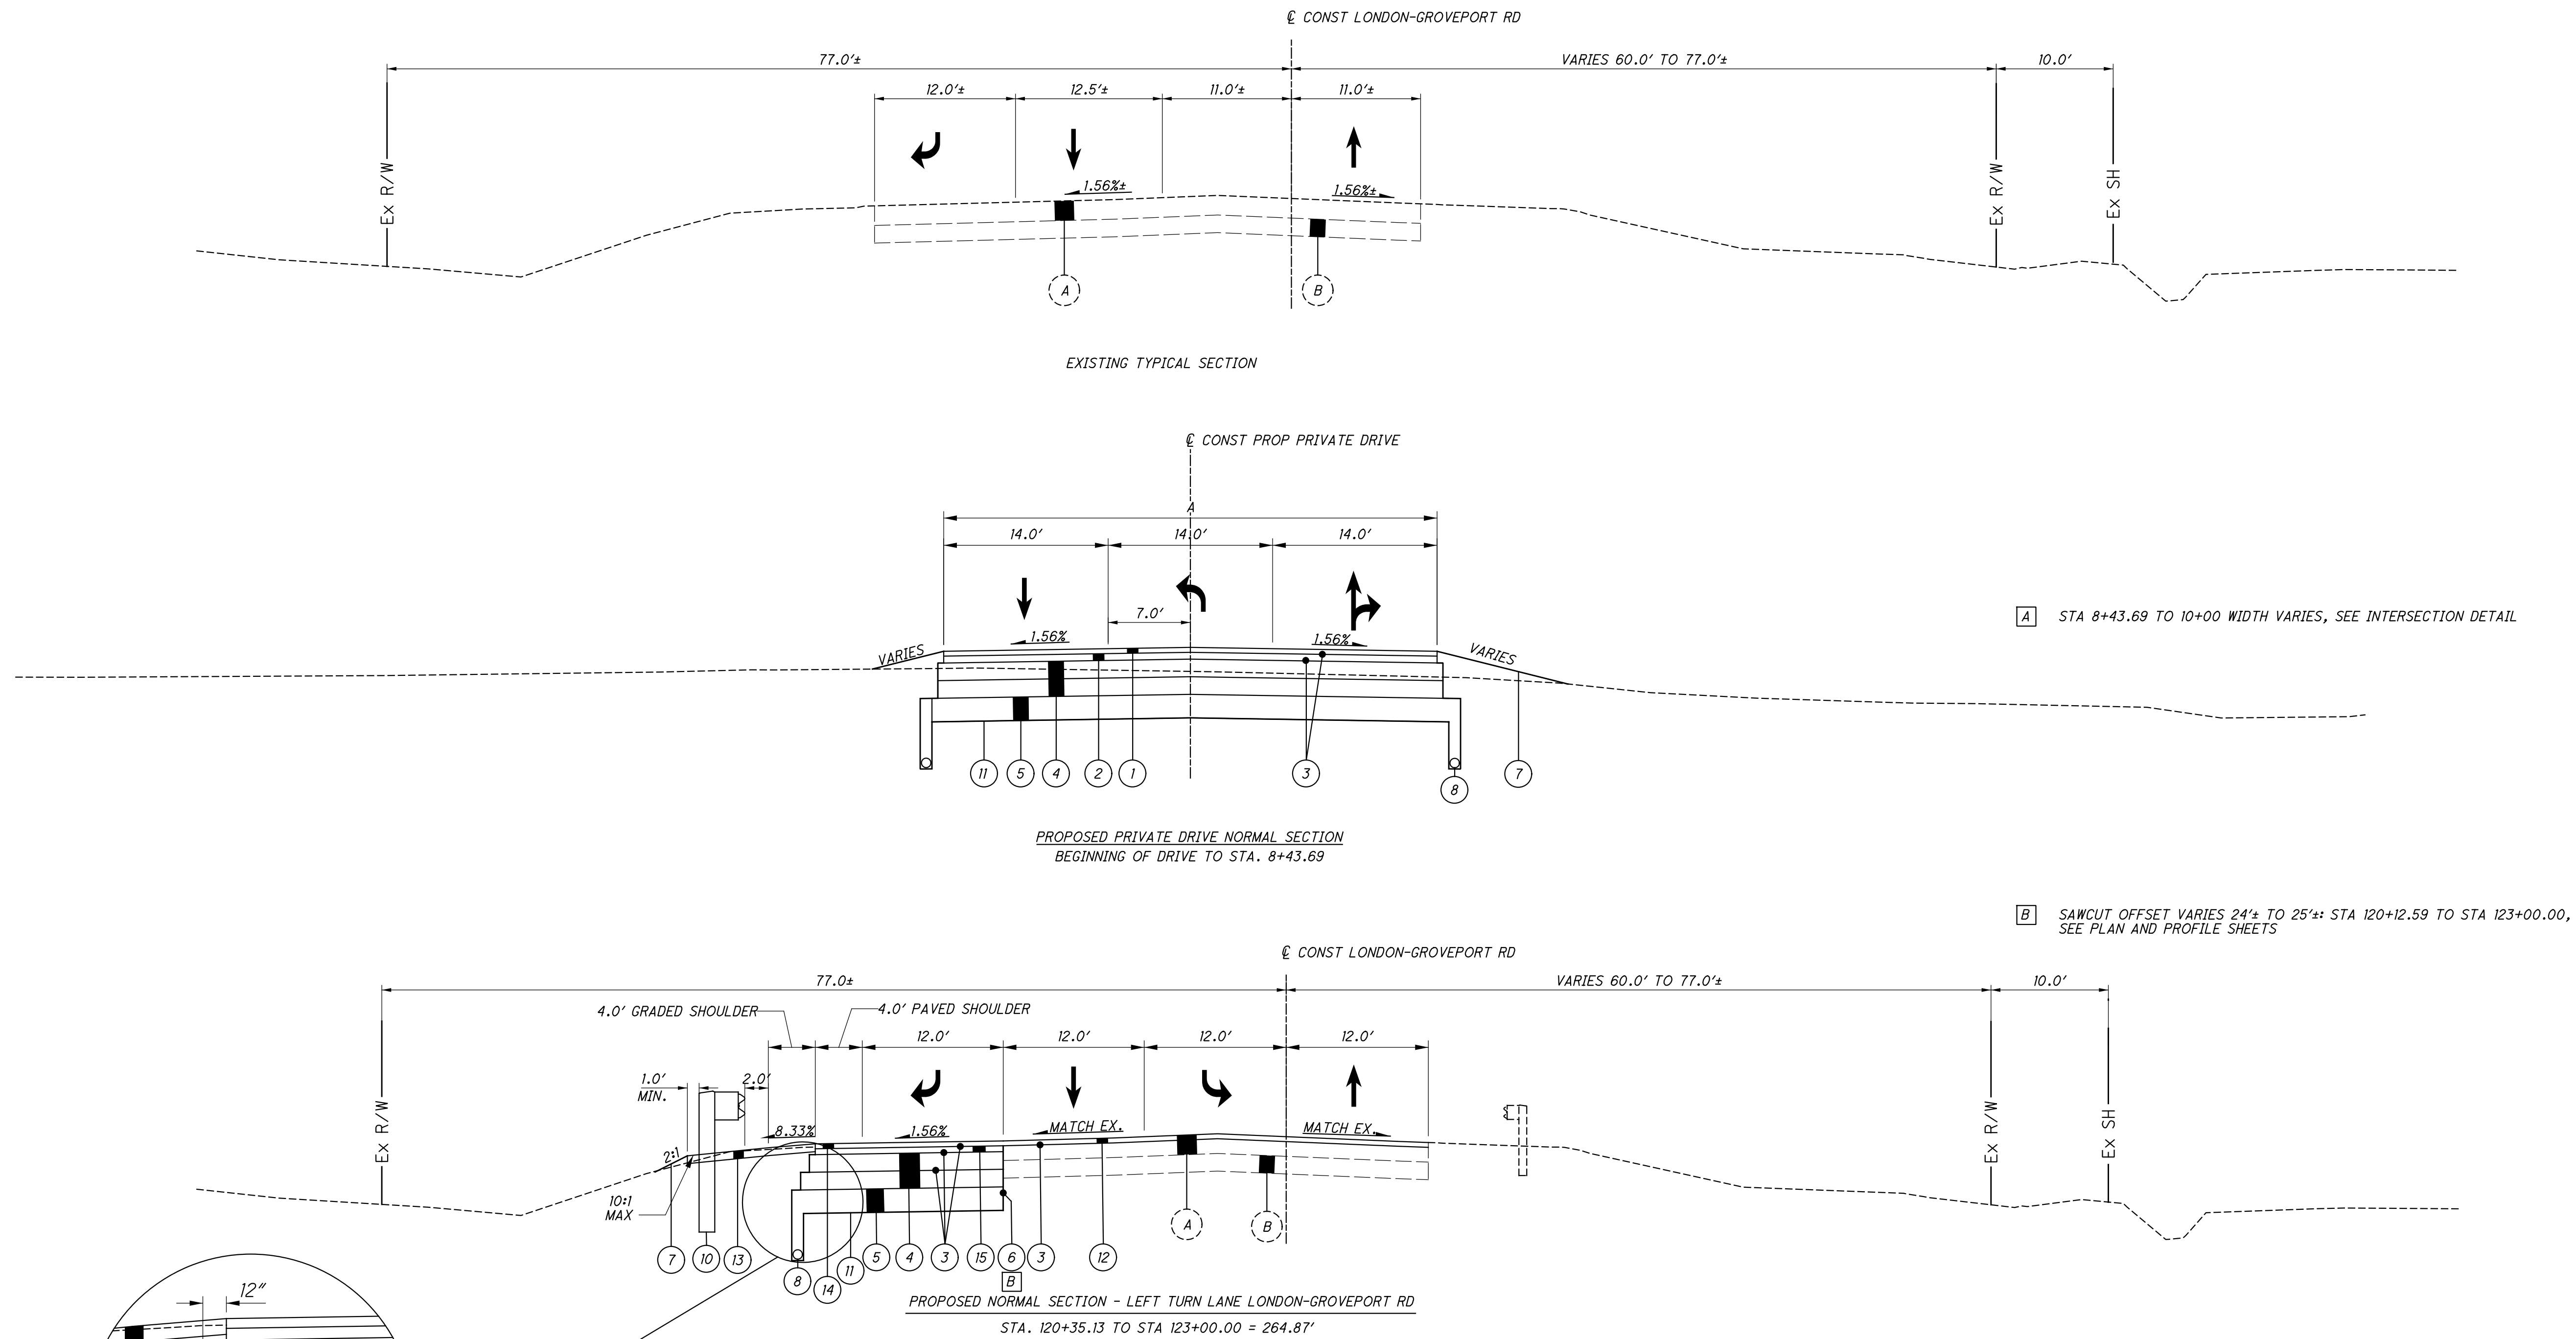 ℄ CONST LONDON-GROVEPORT RD
77.0'±
VARIES 60.0' TO 77.0'±
10.0'
12.0'±
12.5'±
11.0'±
11.0'±
Ex R/W
1.56%±
1.56%±
Ex R/W
Ex SH
A
B
EXISTING TYPICAL SECTION
℄ CONST PROP PRIVATE DRIVE
A
14.0'
14.0'
14.0'
7.0'
A STA 8+43.69 TO 10+00 WIDTH VARIES, SEE INTERSECTION DETAIL
VARIES
1.56%
1.56%
VARIES
11
5
4
2
1
3
8
7
PROPOSED PRIVATE DRIVE NORMAL SECTION
BEGINNING OF DRIVE TO STA. 8+43.69
B SAWCUT OFFSET VARIES 24'± TO 25'±: STA 120+12.59 TO STA 123+00.00,
SEE PLAN AND PROFILE SHEETS
℄ CONST LONDON-GROVEPORT RD
77.0±
VARIES 60.0' TO 77.0'±
10.0'
4.0' GRADED SHOULDER
4.0' PAVED SHOULDER
12.0'
12.0'
12.0'
12.0'
1.0'
MIN.
2.0'
Ex R/W
2:1
8.33%
1.56%
MATCH EX.
MATCH EX.
Ex R/W
Ex SH
10:1
MAX
A
B
7
10
13
8
14
11
5
4
3
15
6
3
12
B
12"
PROPOSED NORMAL SECTION - LEFT TURN LANE LONDON-GROVEPORT RD
STA. 120+35.13 TO STA 123+00.00 = 264.87'